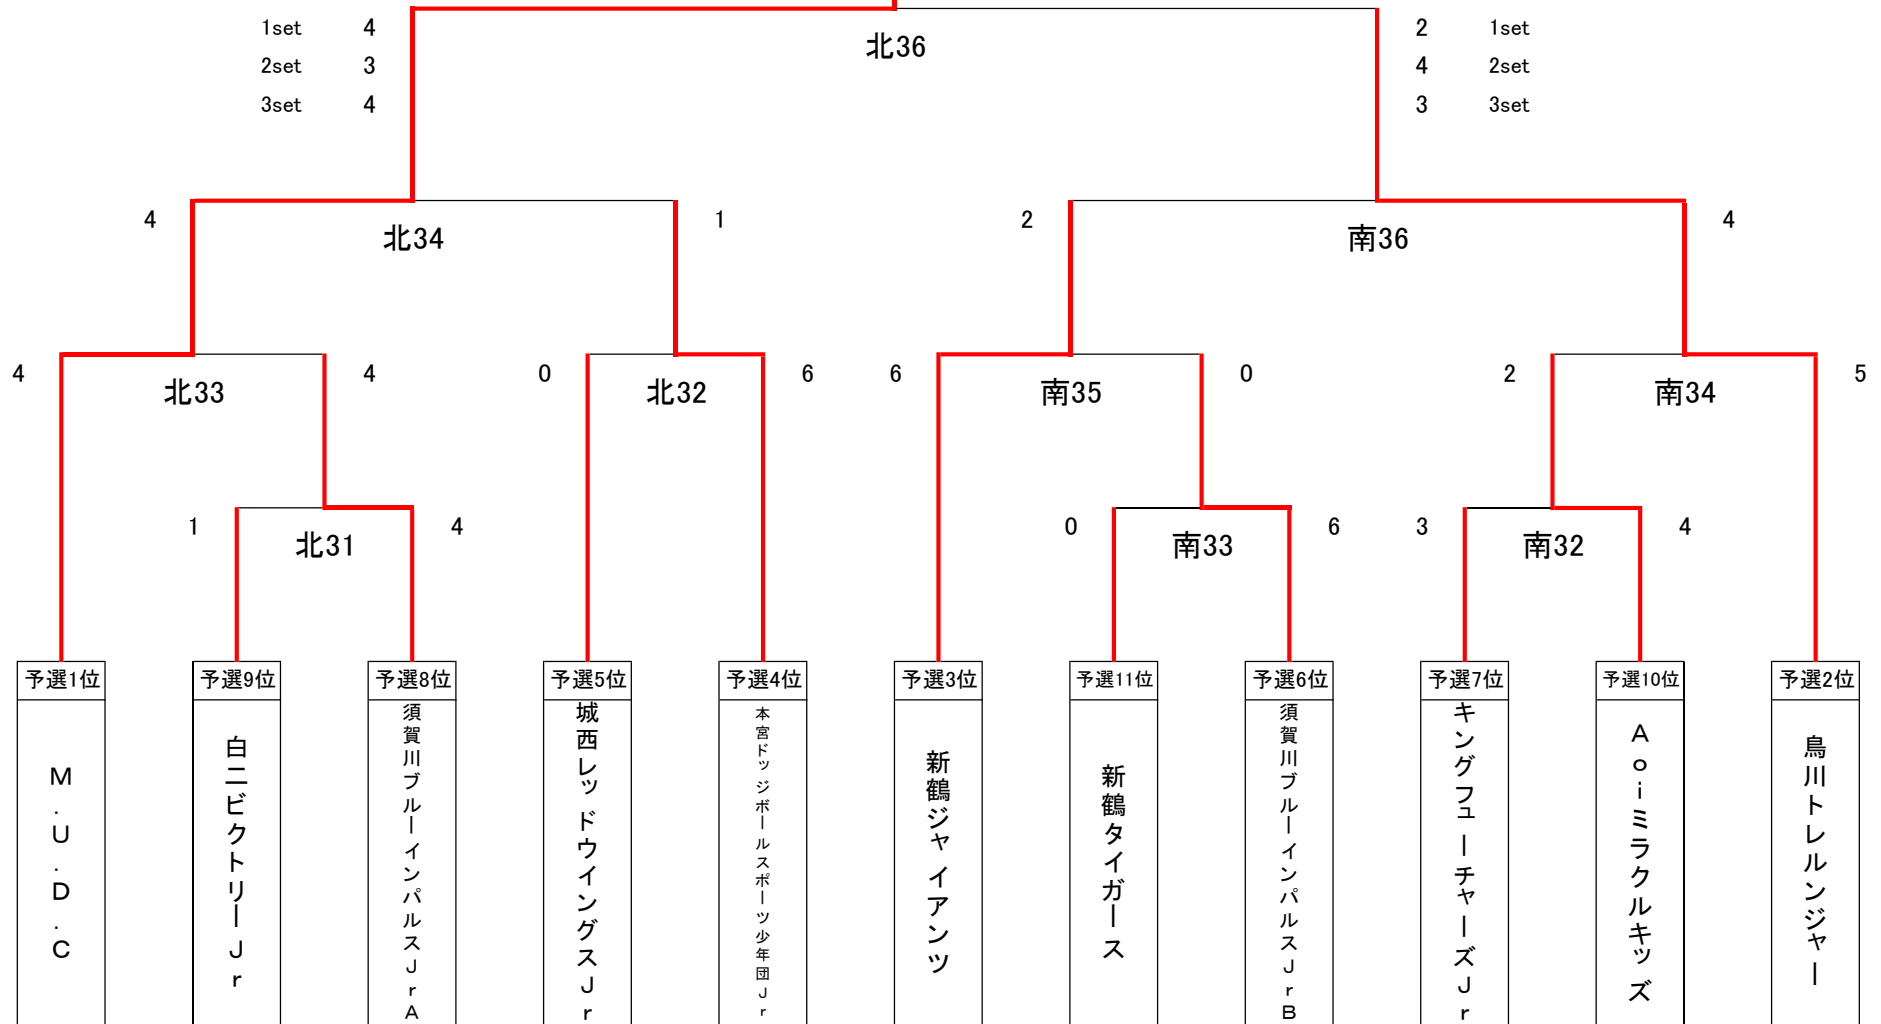 1set 4 2 1set
北36
2set 3 4 2set
3set 4 3 3set
4 1 2 4
北34 南36
4 4 0 6 6 0 2 5
北33 北32 南35 南34
1 4 0 6 3 4
北31 南33 南32
予選1位 予選9位 予選8位 予選5位 予選4位 予選3位 予選11位 予選6位 予選7位 予選10位 予選2位
M.U.D.C
白二ビクトリーJr
須賀川ブルーインパルスJrA
城西レッドウイングスJr
本宮ドッジボールスポーツ少年団Jr
新鶴ジャイアンツ
新鶴タイガース
須賀川ブルーインパルスJrB
キングフューチャーズJr
Aoiミラクルキッズ
鳥川トレルンジャー